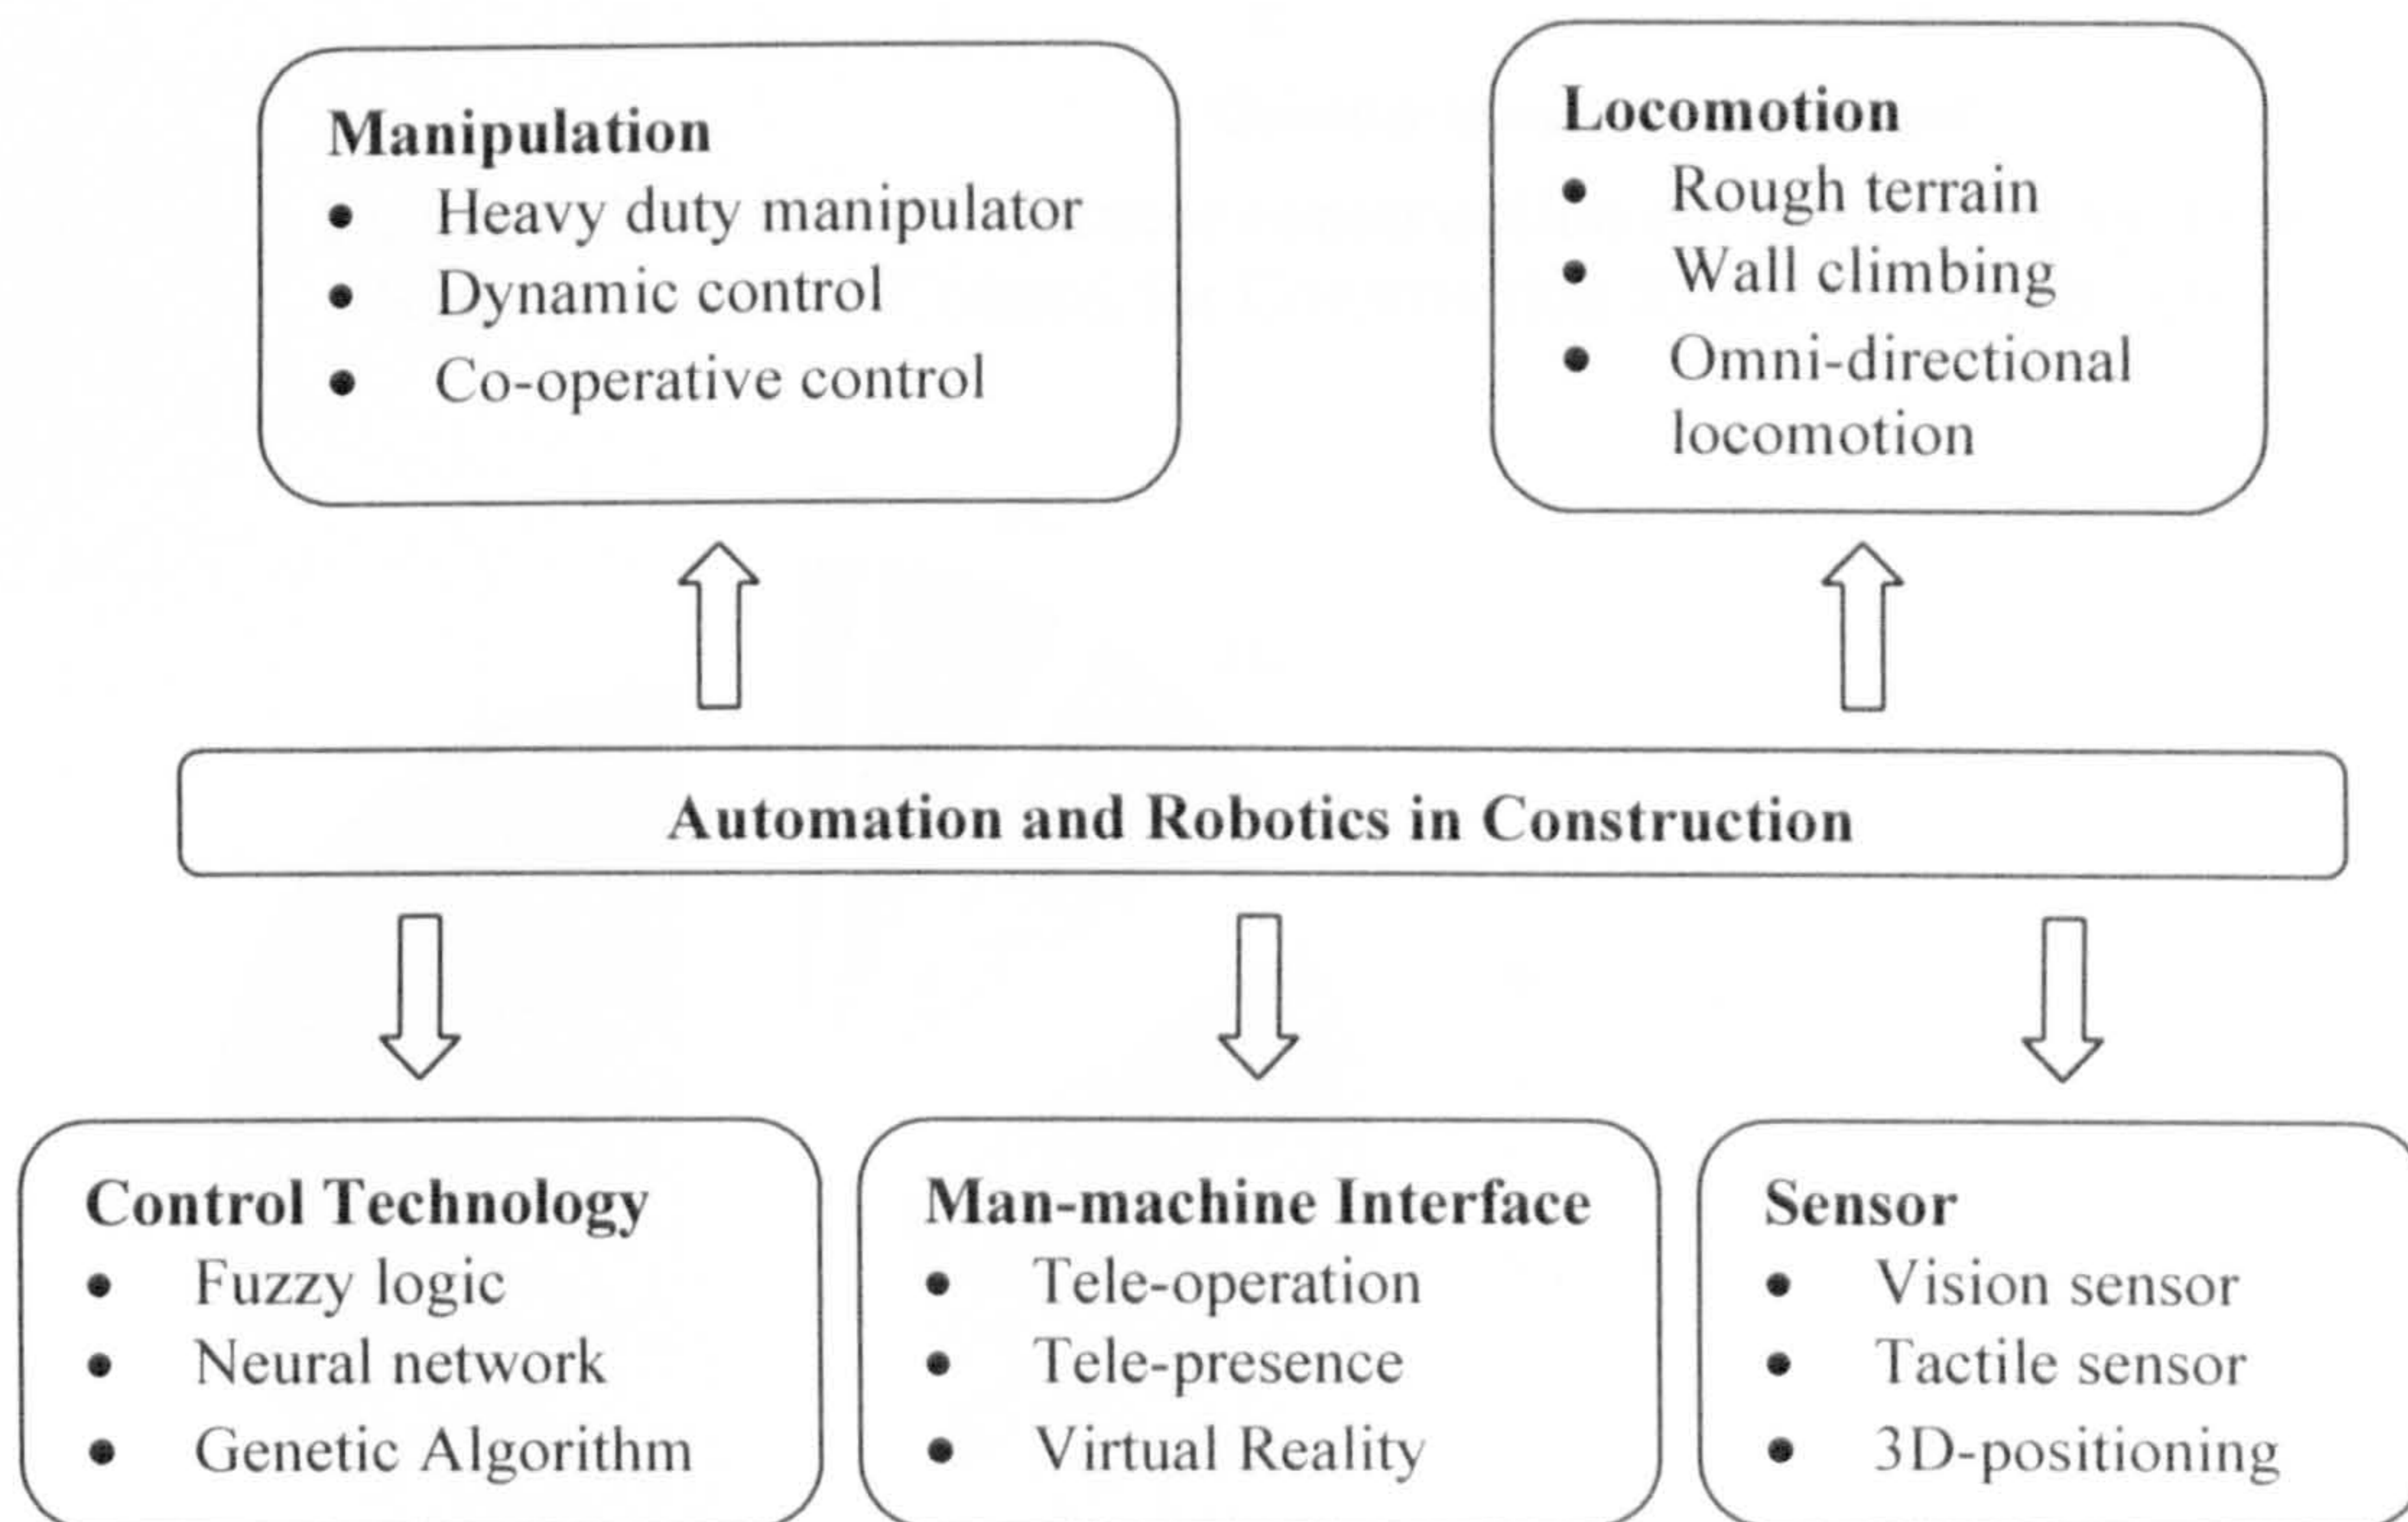 Manipulation
● Heavy duty manipulator
● Dynamic control
● Co-operative control
Locomotion
● Rough terrain
● Wall climbing
● Omni-directional
locomotion
Automation and Robotics in Construction
Control Technology
● Fuzzy logic
● Neural network
● Genetic Algorithm
Man-machine Interface
● Tele-operation
● Tele-presence
● Virtual Reality
Sensor
● Vision sensor
● Tactile sensor
● 3D-positioning